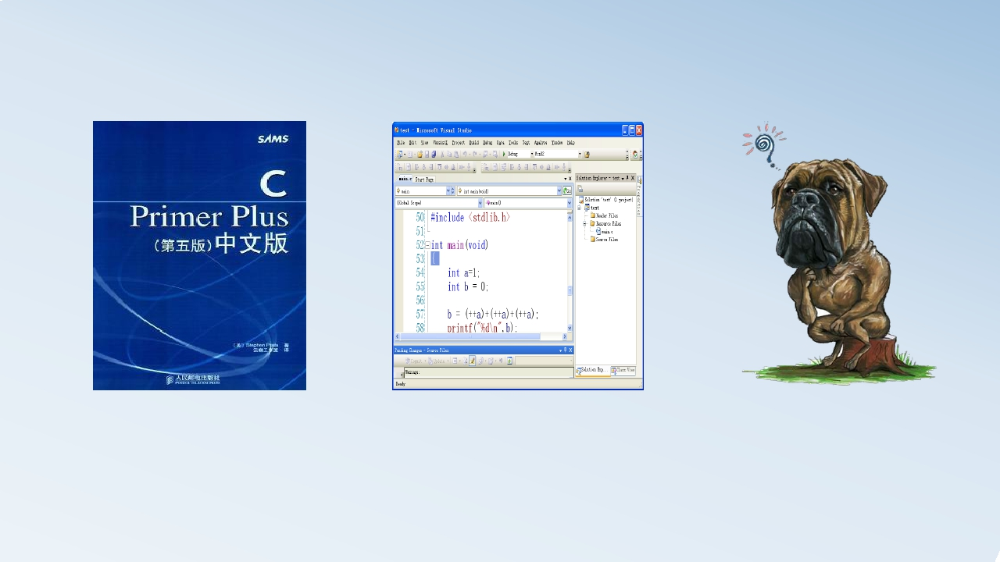 SAMS
C
Primer Plus
(第五版)中文版
[美] Stephen Prata 著
云巅工作室 译
人民邮电出版社
POSTS & TELECOM PRESS
test - Microsoft Visual Studio
File Edit View VAssistX Project Build Debug Data Tools Test Analyze Window Help
Debug Win32
main.c Start Page
main int main(void)
(Global Scope) main()
50 #include <stdlib.h>
51
52 int main(void)
53 {
54 int a=1;
55 int b = 0;
56
57 b = (++a)+(++a)+(++a);
58 printf("%d\n",b);
Solution Explorer - test
Solution 'test' (1 project)
test
Header Files
Resource Files
main.c
Source Files
Properties
Pending Changes - Source Files
Commit Update
Message:
Solution Exp... Class View
Ready